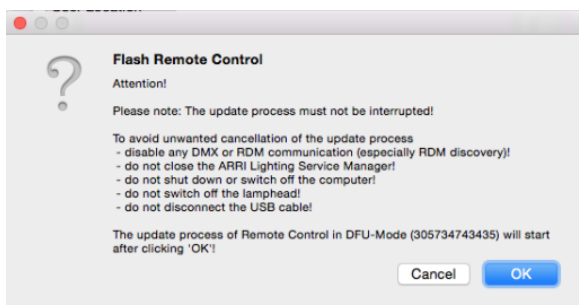 User Location
Flash Remote Control
Attention!
Please note: The update process must not be interrupted!
To avoid unwanted cancellation of the update process
- disable any DMX or RDM communication (especially RDM discovery)!
- do not close the ARRI Lighting Service Manager!
- do not shut down or switch off the computer!
- do not switch off the lamphead!
- do not disconnect the USB cable!
The update process of Remote Control in DFU-Mode (305734743435) will start
after clicking 'OK'!
Cancel
OK